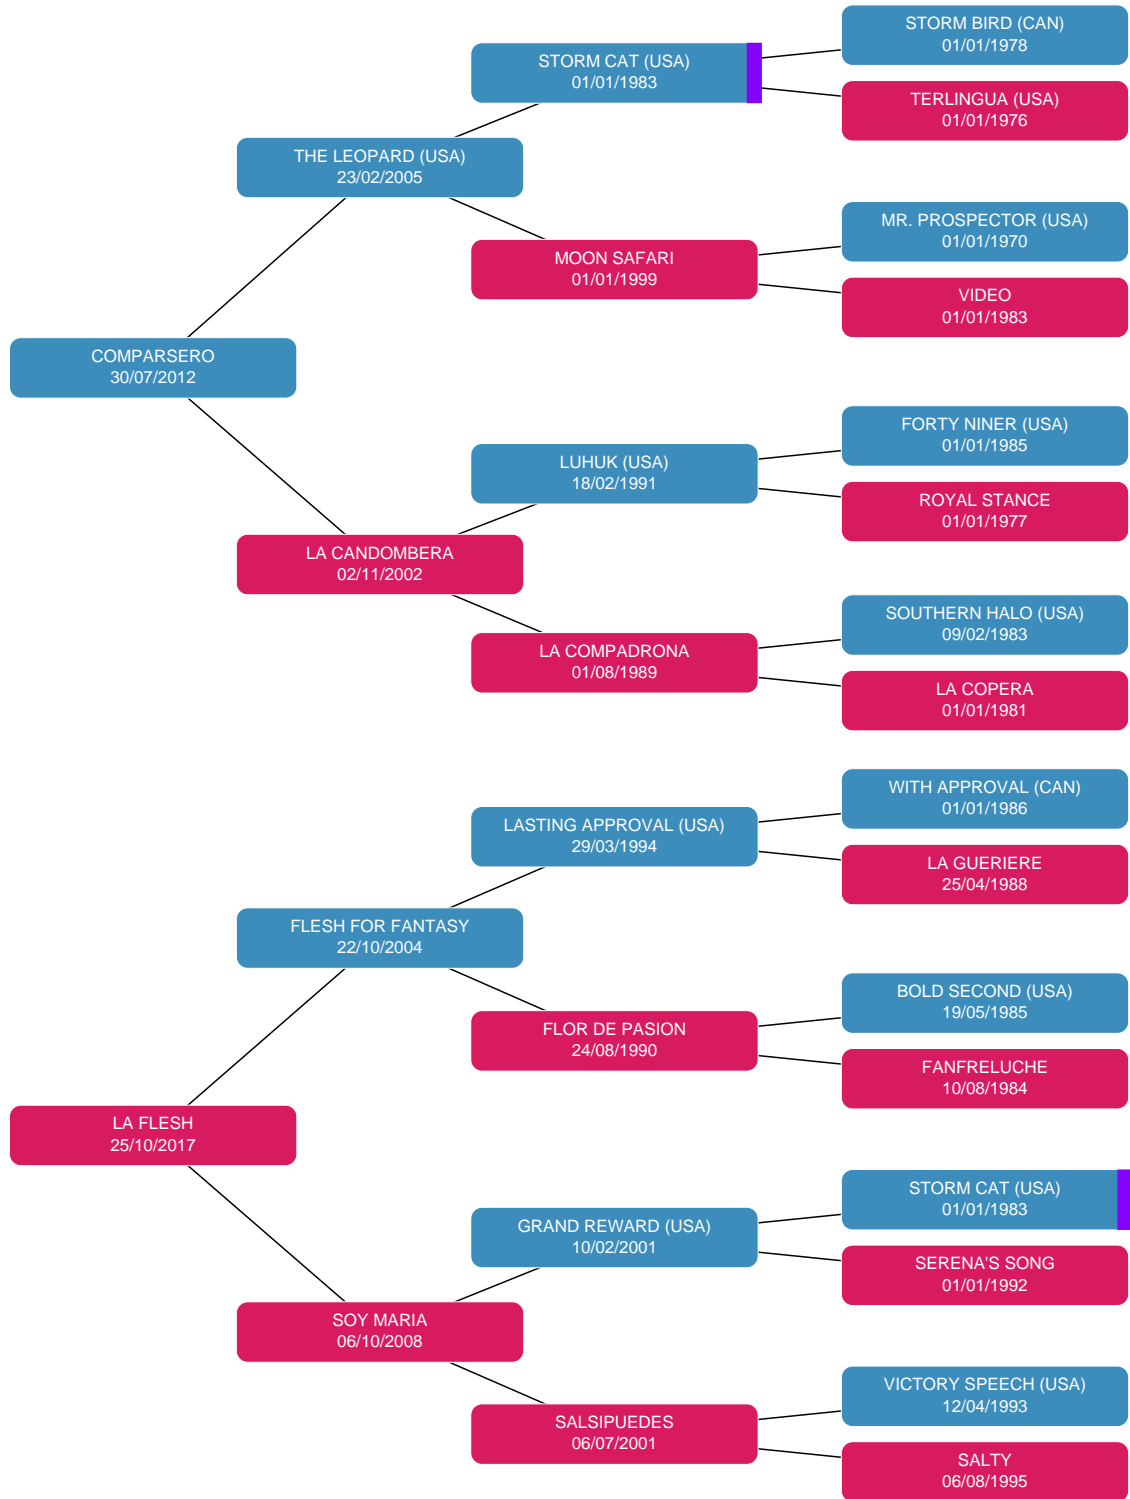 STORM BIRD (CAN)
01/01/1978
STORM CAT (USA)
01/01/1983
TERLINGUA (USA)
01/01/1976
THE LEOPARD (USA)
23/02/2005
MR. PROSPECTOR (USA)
01/01/1970
MOON SAFARI
01/01/1999
VIDEO
01/01/1983
COMPARSERO
30/07/2012
FORTY NINER (USA)
01/01/1985
LUHUK (USA)
18/02/1991
ROYAL STANCE
01/01/1977
LA CANDOMBERA
02/11/2002
SOUTHERN HALO (USA)
09/02/1983
LA COMPADRONA
01/08/1989
LA COPERA
01/01/1981
WITH APPROVAL (CAN)
01/01/1986
LASTING APPROVAL (USA)
29/03/1994
LA GUERIERE
25/04/1988
FLESH FOR FANTASY
22/10/2004
BOLD SECOND (USA)
19/05/1985
FLOR DE PASION
24/08/1990
FANFRELUCHE
10/08/1984
LA FLESH
25/10/2017
STORM CAT (USA)
01/01/1983
GRAND REWARD (USA)
10/02/2001
SERENA'S SONG
01/01/1992
SOY MARIA
06/10/2008
VICTORY SPEECH (USA)
12/04/1993
SALSIPUEDES
06/07/2001
SALTY
06/08/1995